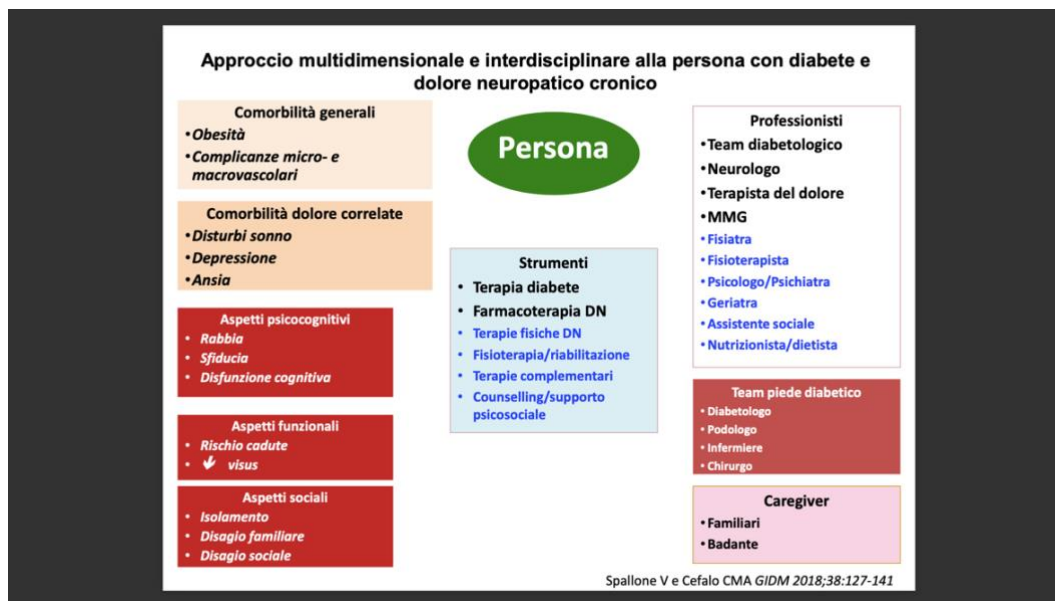 Approccio multidimensionale e interdisciplinare alla persona con diabete e
dolore neuropatico cronico
Comorbilità generali
•Obesità
•Complicanze micro- e
macrovascolari
Comorbilità dolore correlate
•Disturbi sonno
•Depressione
•Ansia
Aspetti psicocognitivi
• Rabbia
• Sfiducia
• Disfunzione cognitiva
Aspetti funzionali
• Rischio cadute
• visus
Aspetti sociali
• Isolamento
• Disagio familiare
• Disagio sociale
Persona
Strumenti
• Terapia diabete
• Farmacoterapia DN
• Terapie fisiche DN
• Fisioterapia/riabilitazione
• Terapie complementari
• Counselling/supporto
psicosociale
Professionisti
•Team diabetologico
•Neurologo
•Terapista del dolore
•MMG
•Fisiatra
•Fisioterapista
•Psicologo/Psichiatra
•Geriatra
•Assistente sociale
•Nutrizionista/dietista
Team piede diabetico
•Diabetologo
•Podologo
•Infermiere
•Chirurgo
Caregiver
•Familiari
•Badante
Spallone V e Cefalo CMA GIDM 2018;38:127-141